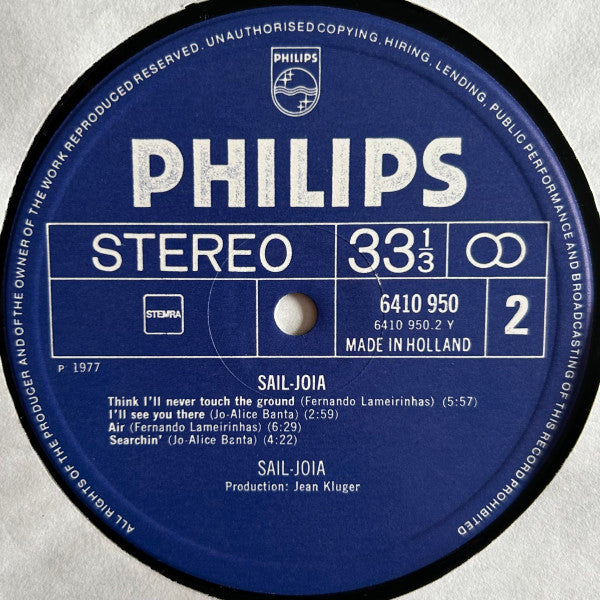 ALL RIGHTS OF THE PRODUCER AND OF THE OWNER OF THE WORK REPRODUCED RESERVED. UNAUTHORISED COPYING, HIRING, LENDING, PUBLIC PERFORMANCE AND BROADCASTING OF THIS RECORD PROHIBITED
PHILIPS
PHILIPS
STEREO 33 1/3
STEMRA 6410 950 2
6410 950.2 Y
MADE IN HOLLAND
P 1977
SAIL-JOIA
Think I'll never touch the ground (Fernando Lameirinhas) (5:57)
I'll see you there (Jo-Alice Banta) (2:59)
Air (Fernando Lameirinhas) (6:29)
Searchin' (Jo-Alice Banta) (4:22)
SAIL-JOIA
Production: Jean Kluger